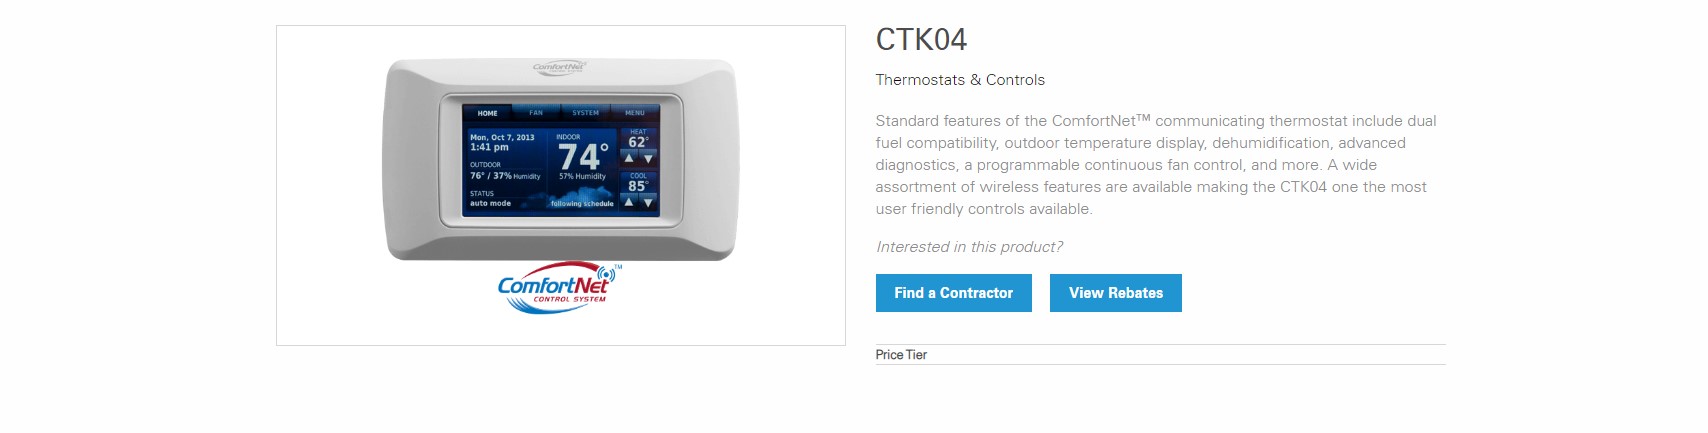 ComfortNet
HOME FAN SYSTEM MENU
Mon, Oct 7, 2013
1:41 pm
OUTDOOR
76° / 37% Humidity
STATUS
auto mode
INDOOR
74°
57% Humidity
following schedule
HEAT
62°
COOL
85°
ComfortNet™
CONTROL SYSTEM
CTK04
Thermostats & Controls
Standard features of the ComfortNet™ communicating thermostat include dual
fuel compatibility, outdoor temperature display, dehumidification, advanced
diagnostics, a programmable continuous fan control, and more. A wide
assortment of wireless features are available making the CTK04 one the most
user friendly controls available.
Interested in this product?
Find a Contractor
View Rebates
Price Tier